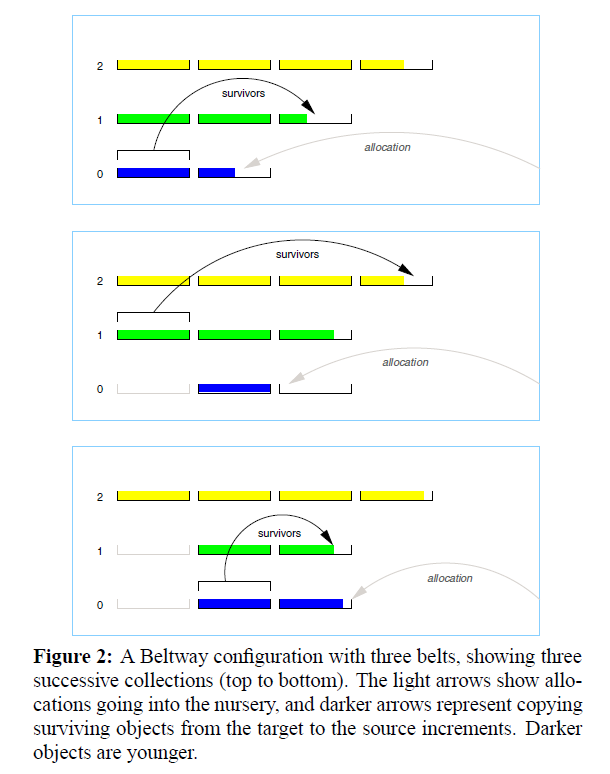 2
survivors
1
allocation
0
survivors
2
1
allocation
0
2
survivors
1
allocation
0
Figure 2: A Beltway configuration with three belts, showing three
successive collections (top to bottom). The light arrows show allo-
cations going into the nursery, and darker arrows represent copying
surviving objects from the target to the source increments. Darker
objects are younger.